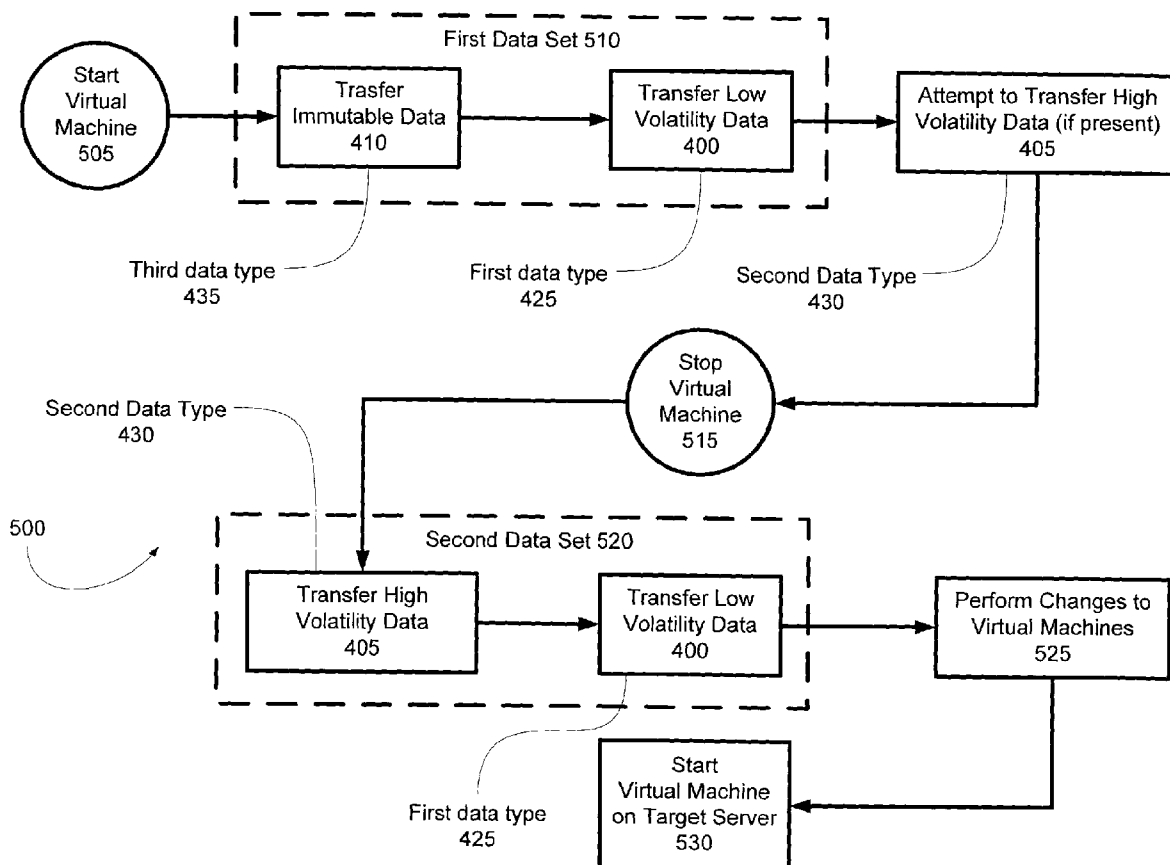 First Data Set 510
Start
Virtual
Machine
505
Trasfer
Immutable Data
410
Transfer Low
Volatility Data
400
Attempt to Transfer High
Volatility Data (if present)
405
Third data type
435
First data type
425
Second Data Type
430
Stop
Virtual
Machine
515
Second Data Type
430
500
Second Data Set 520
Transfer High
Volatility Data
405
Transfer Low
Volatility Data
400
Perform Changes to
Virtual Machines
525
First data type
425
Start
Virtual Machine
on Target Server
530